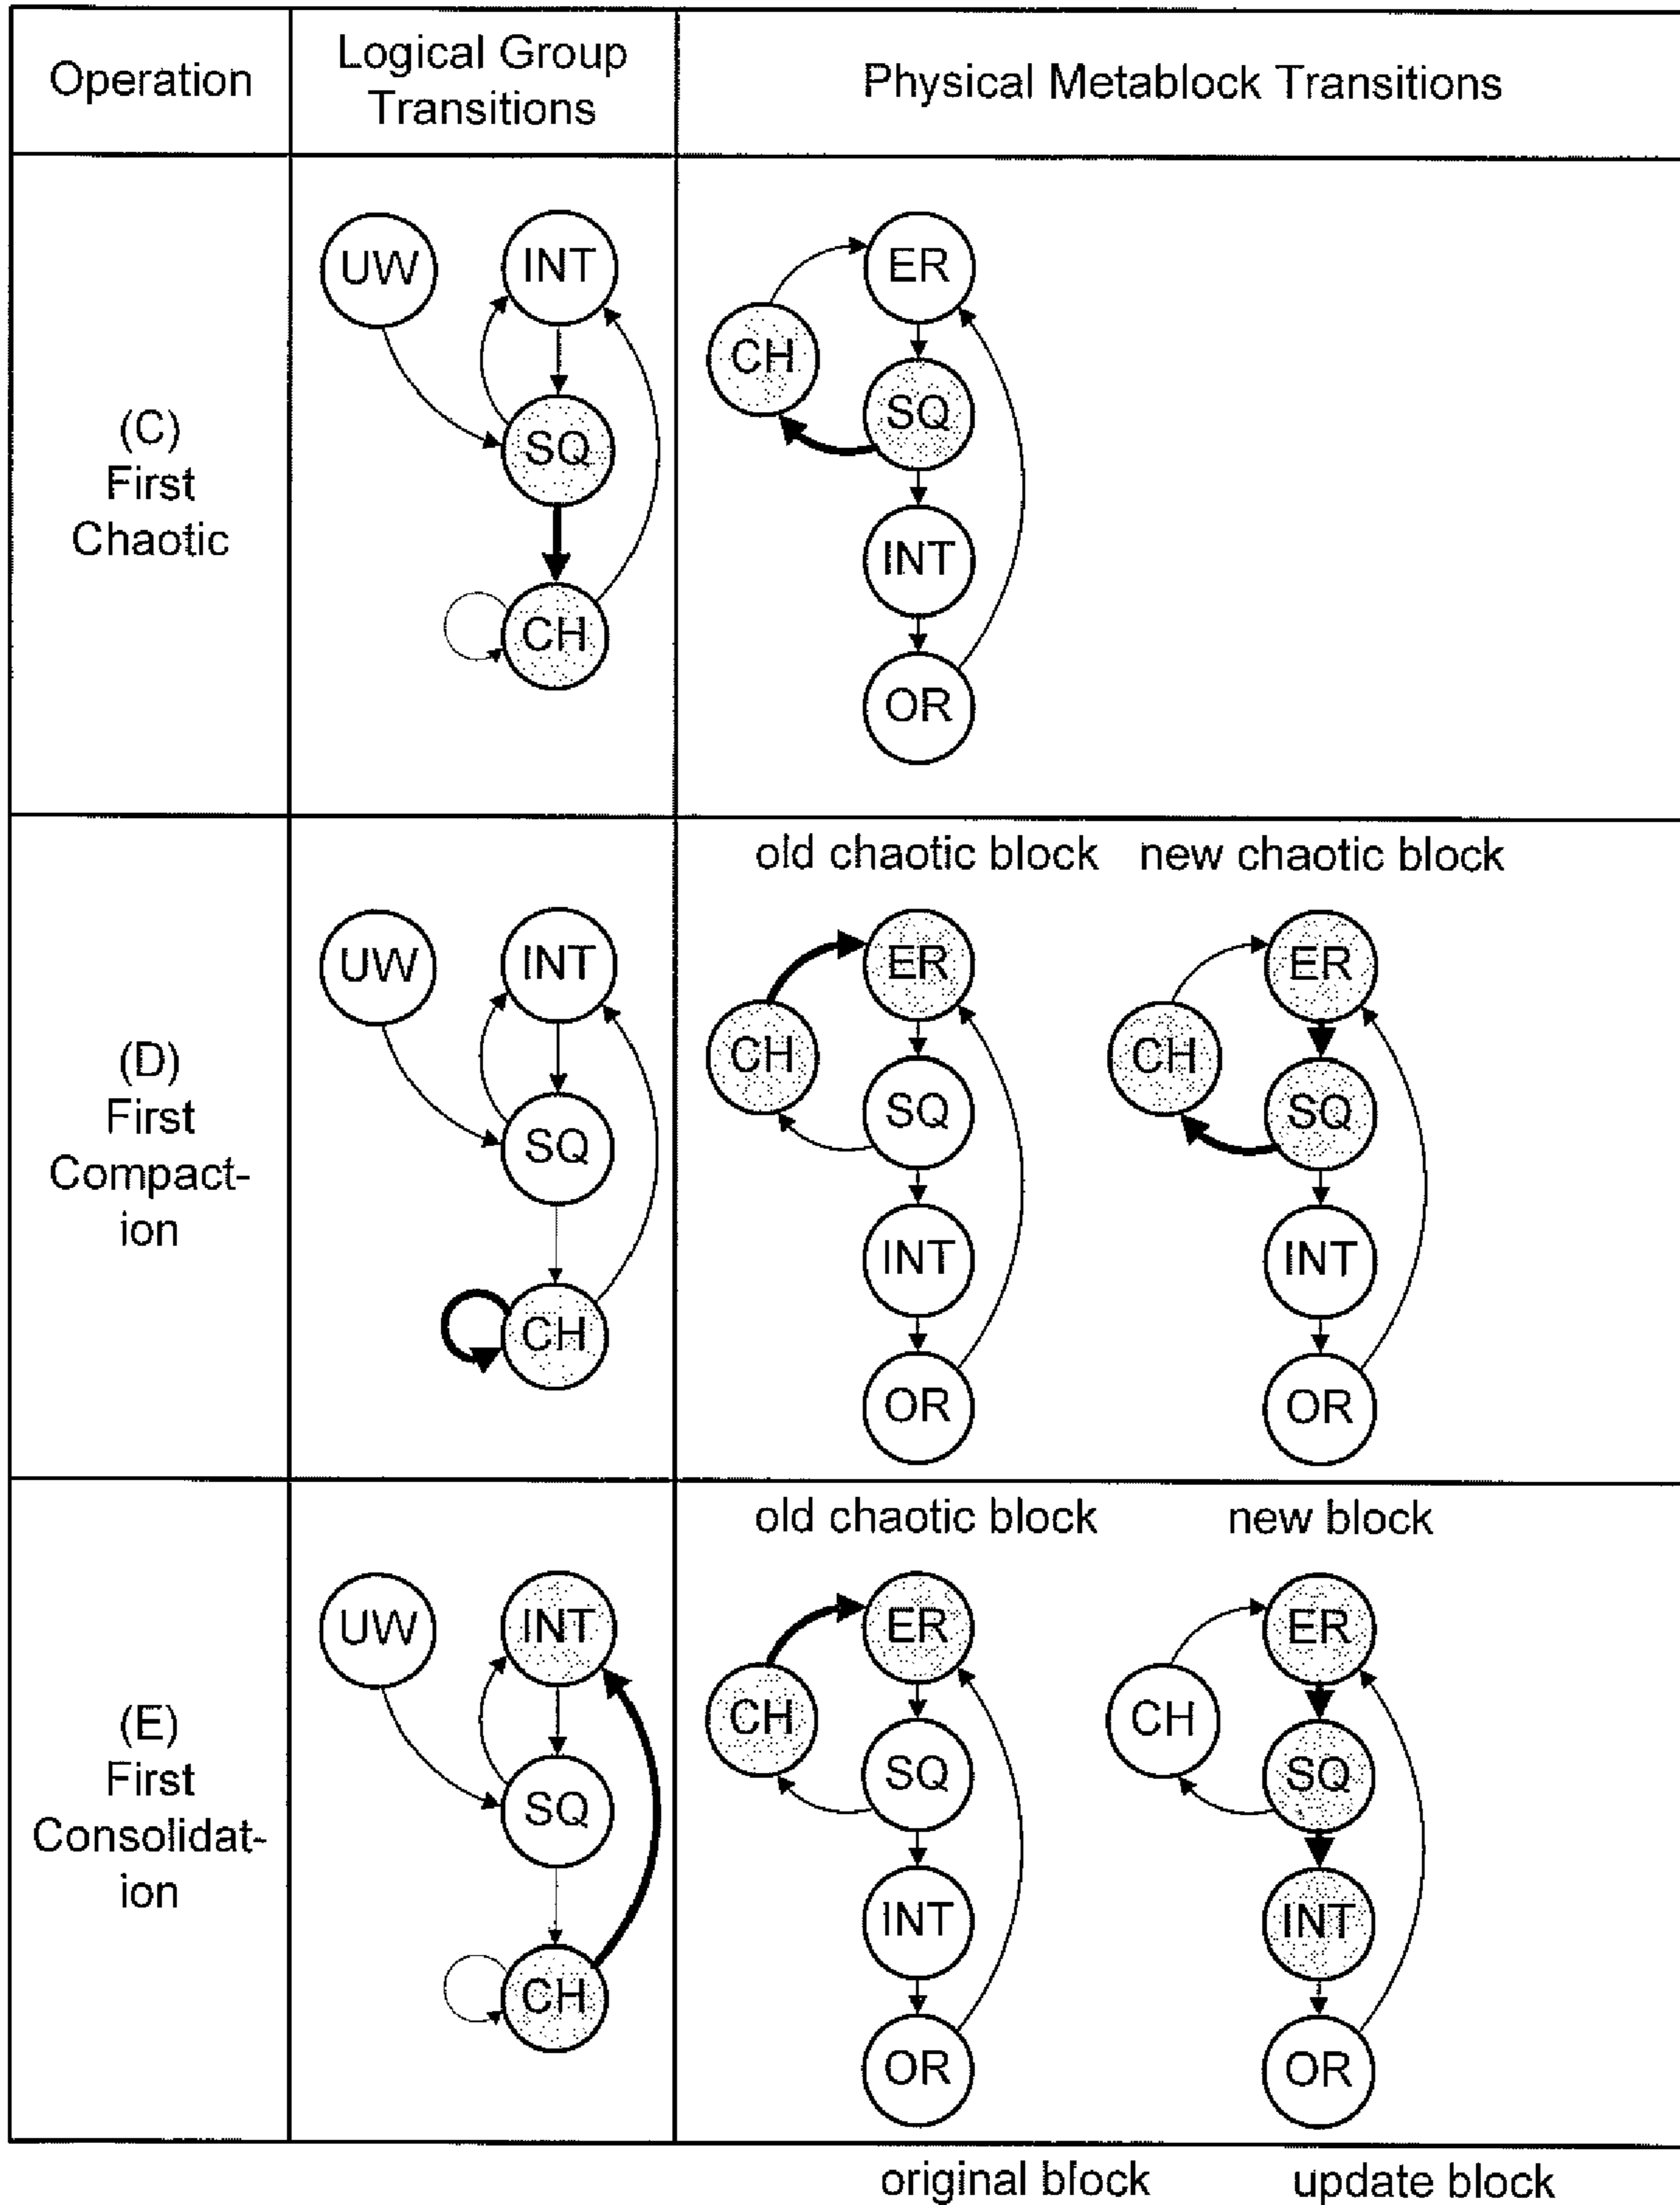 Operation
Logical Group
Transitions
Physical Metablock Transitions
(C)
First
Chaotic
UW
INT
SQ
CH
ER
CH
SQ
INT
OR
(D)
First
Compact-
ion
UW
INT
SQ
CH
old chaotic block
ER
CH
SQ
INT
OR
new chaotic block
ER
CH
SQ
INT
OR
(E)
First
Consolidat-
ion
UW
INT
SQ
CH
old chaotic block
ER
CH
SQ
INT
OR
new block
ER
CH
SQ
INT
OR
original block
update block